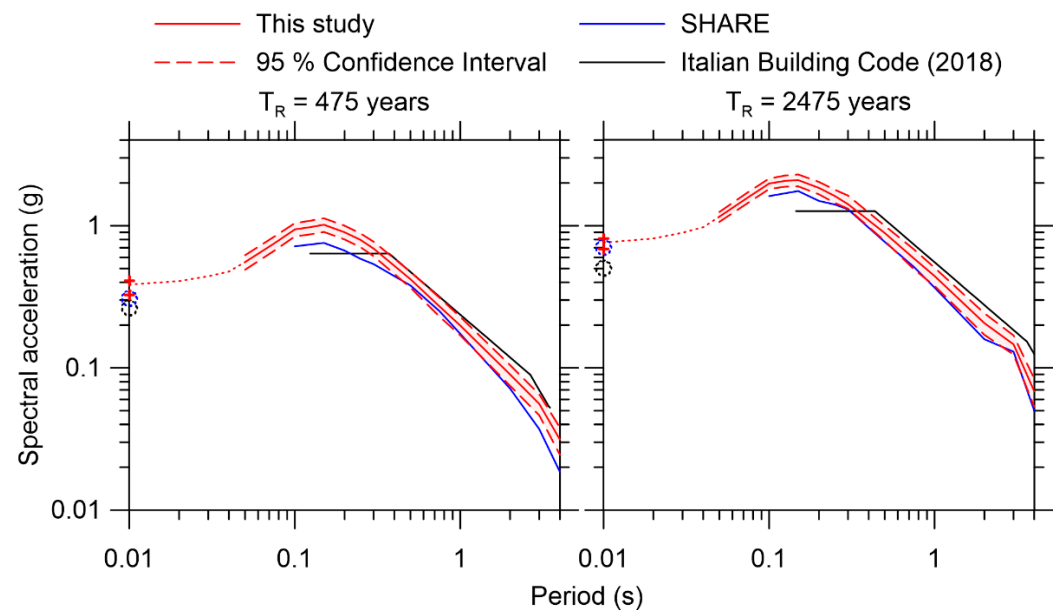 This study
SHARE
95 % Confidence Interval
Italian Building Code (2018)
T_R = 475 years
T_R = 2475 years
Spectral acceleration (g)
1
0.1
0.01
0.01
0.1
1
0.01
0.1
1
Period (s)